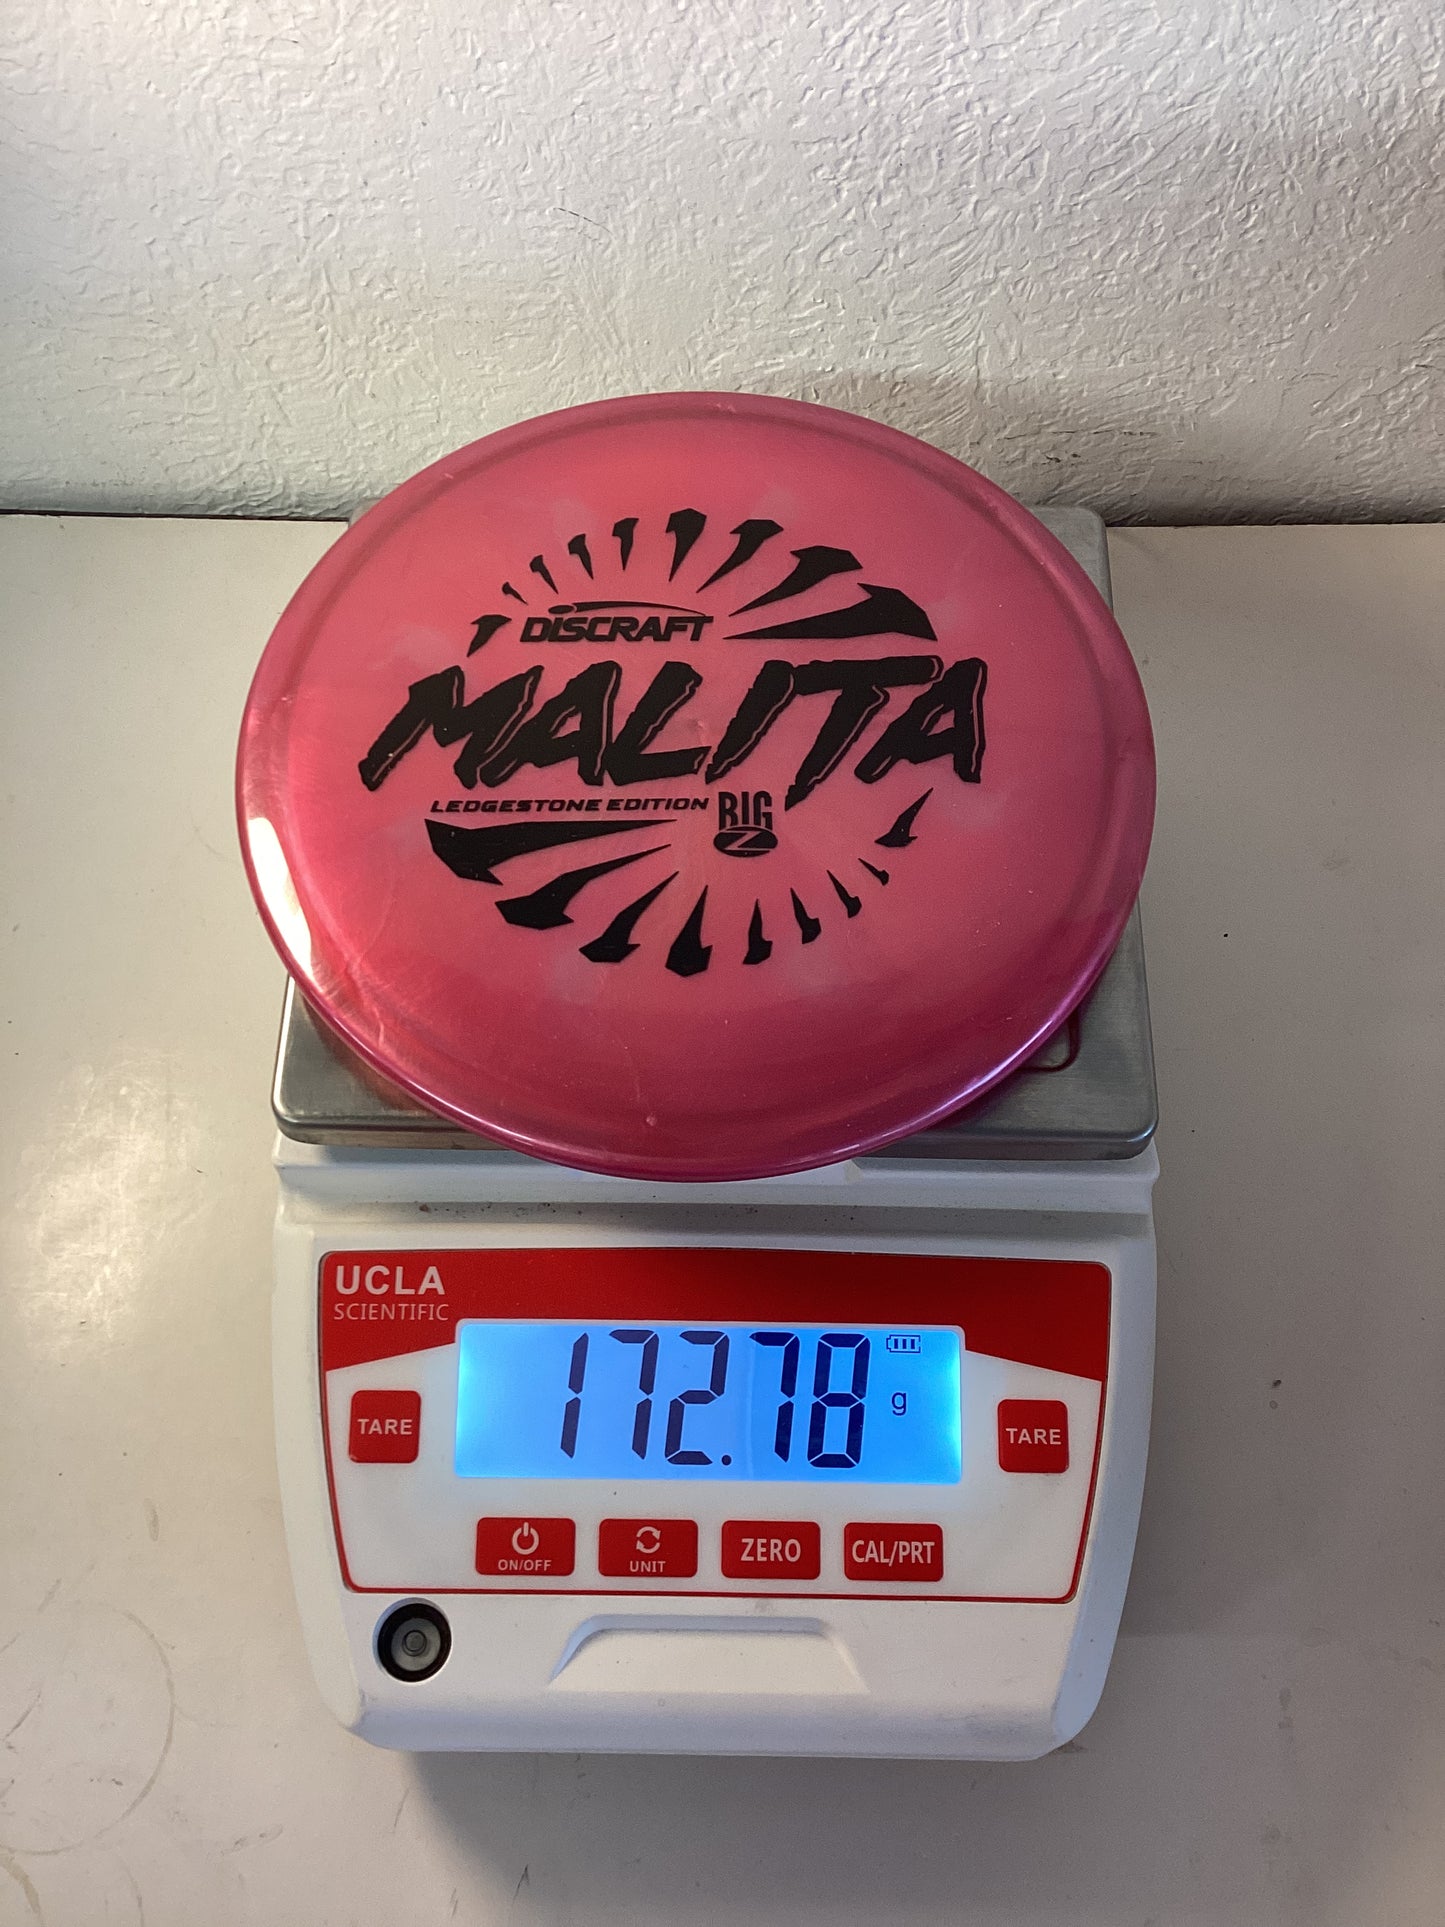 DISCRAFT
MALITA
LEDGESTONE EDITION BIG Z
UCLA
SCIENTIFIC
172.78 g
TARE
TARE
ON/OFF UNIT ZERO CAL/PRT